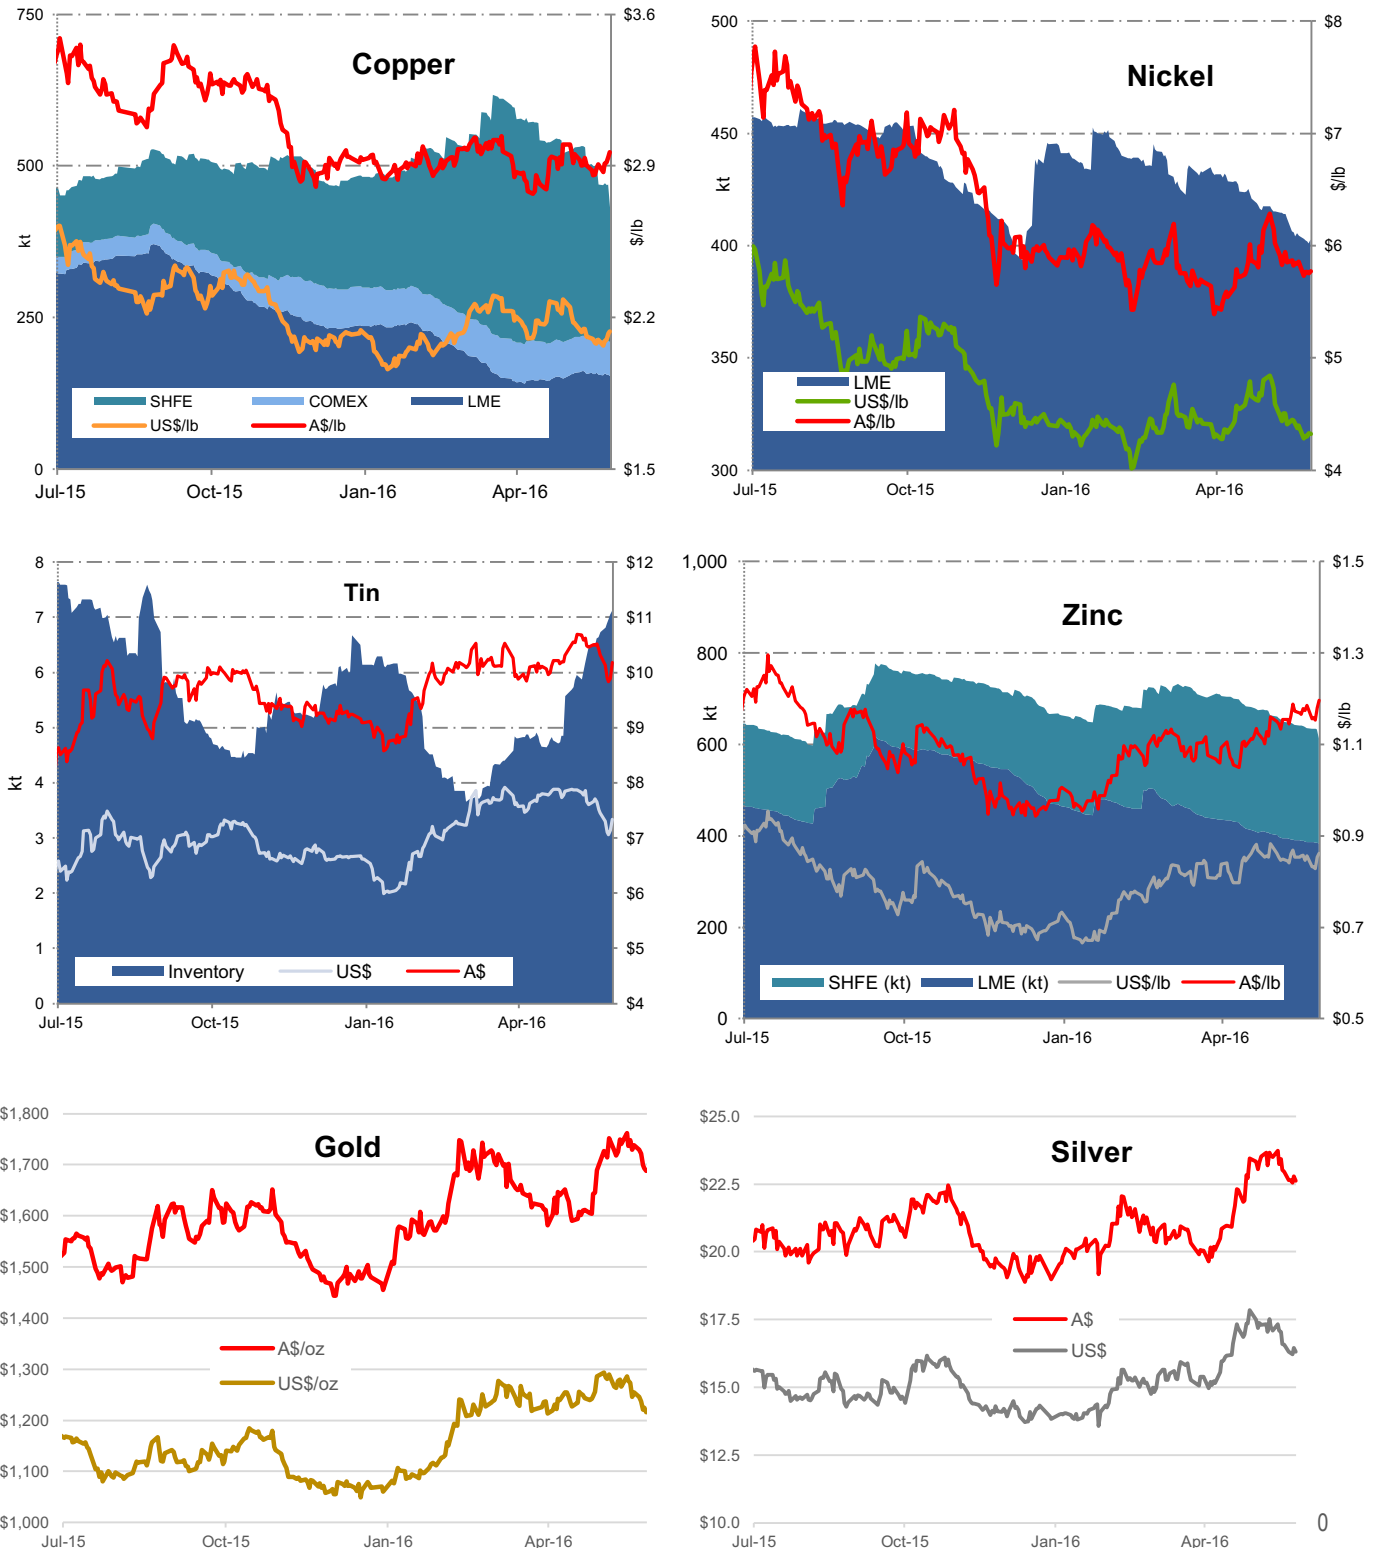 Copper
750
500
250
0
kt
$3.6
$2.9
$2.2
$1.5
$/lb
SHFE
COMEX
LME
US$/lb
A$/lb
Jul-15
Oct-15
Jan-16
Apr-16
Nickel
500
450
400
350
300
kt
$8
$7
$6
$5
$4
$/lb
LME
US$/lb
A$/lb
Jul-15
Oct-15
Jan-16
Apr-16
Tin
8
7
6
5
4
3
2
1
0
kt
$12
$11
$10
$9
$8
$7
$6
$5
$4
Inventory
US$
A$
Jul-15
Oct-15
Jan-16
Apr-16
Zinc
1,000
800
600
400
200
0
kt
$1.5
$1.3
$1.1
$0.9
$0.7
$0.5
$/lb
SHFE (kt)
LME (kt)
US$/lb
A$/lb
Jul-15
Oct-15
Jan-16
Apr-16
Gold
$1,800
$1,700
$1,600
$1,500
$1,400
$1,300
$1,200
$1,100
$1,000
A$/oz
US$/oz
Jul-15
Oct-15
Jan-16
Apr-16
Silver
$25.0
$22.5
$20.0
$17.5
$15.0
$12.5
$10.0
A$
US$
0
Jul-15
Oct-15
Jan-16
Apr-16